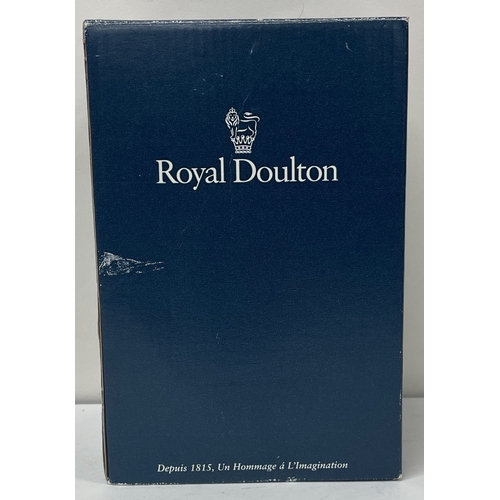 Royal Doulton
Depuis 1815, Un Hommage á L'Imagination